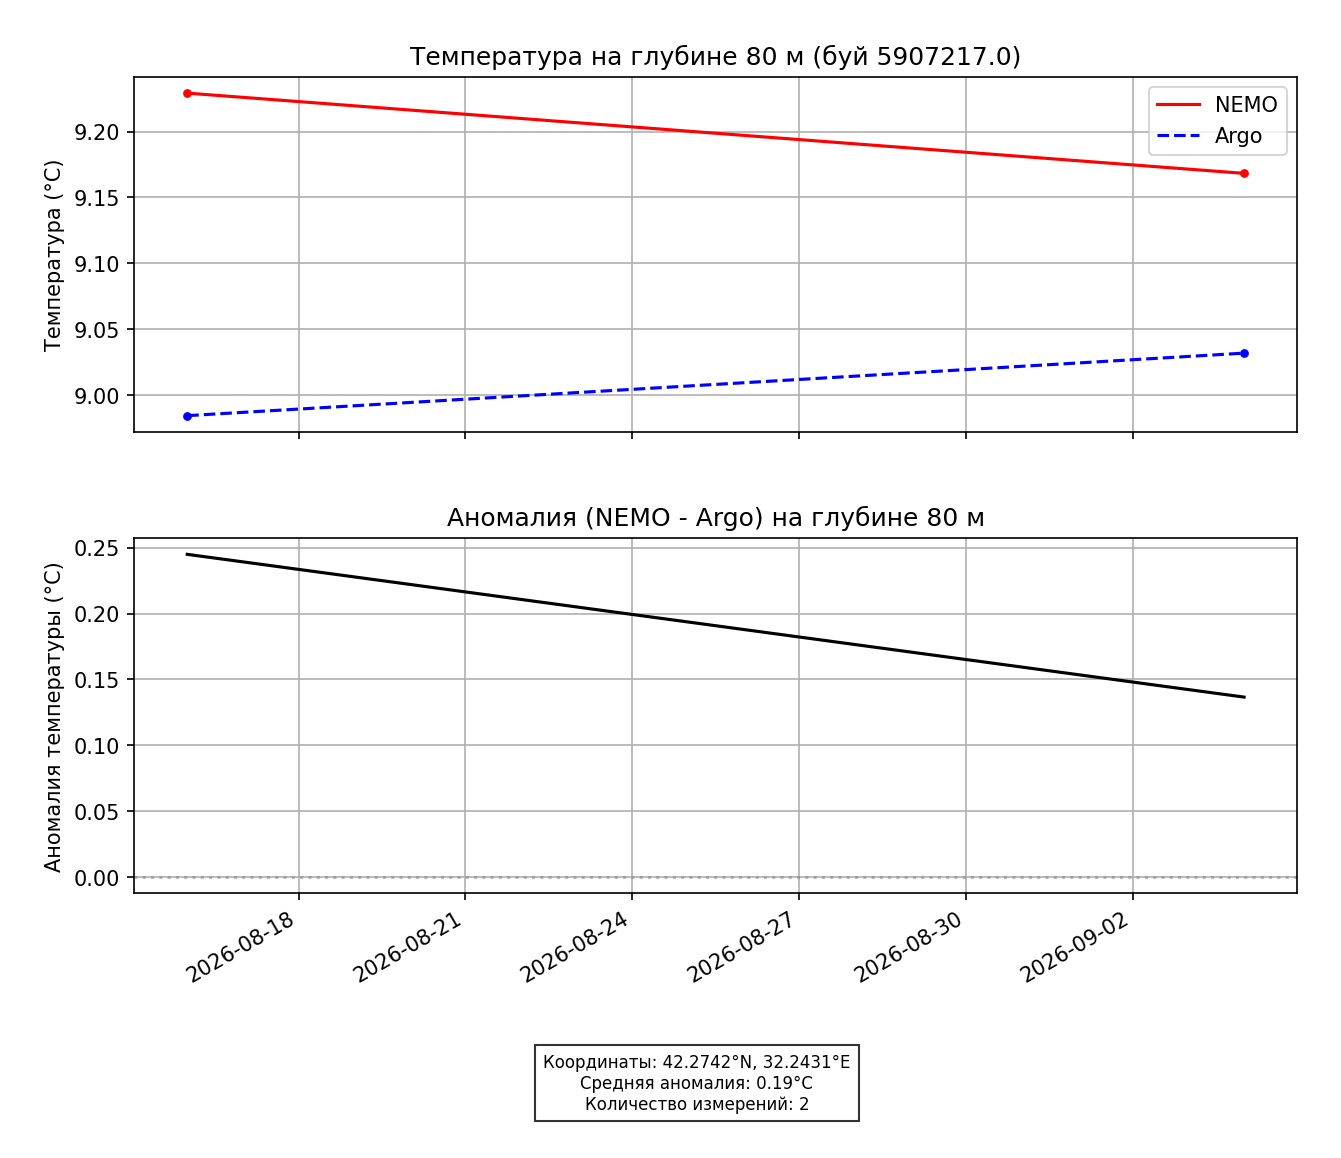 Температура на глубине 80 м (буй 5907217.0)
NEMO
Argo
Температура (°C)
9.20
9.15
9.10
9.05
9.00
Аномалия (NEMO - Argo) на глубине 80 м
Аномалия температуры (°C)
0.25
0.20
0.15
0.10
0.05
0.00
2026-08-18
2026-08-21
2026-08-24
2026-08-27
2026-08-30
2026-09-02
Координаты: 42.2742°N, 32.2431°E
Средняя аномалия: 0.19°C
Количество измерений: 2